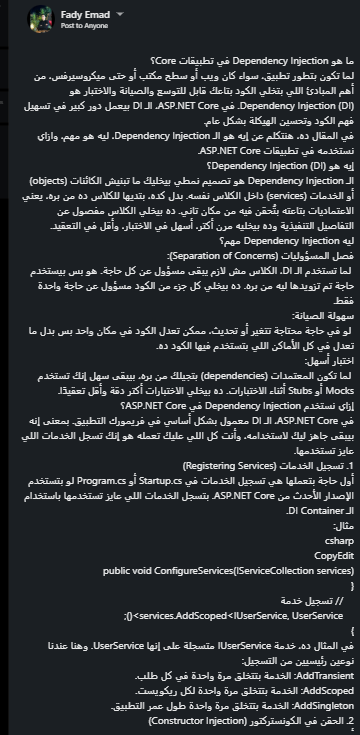 Fady Emad
Post to Anyone
ما هو Dependency Injection في تطبيقات Core؟
لما تكون بتطور تطبيق، سواء كان ويب أو سطح مكتب أو حتى ميكروسيرفس، من
أهم المبادئ اللي بتخلي الكود بتاعك قابل للتوسع والصيانة والاختبار هو
Dependency Injection (DI). في ASP.NET Core، الـ DI بيعمل دور كبير في تسهيل
فهم الكود وتحسين الهيكلة بشكل عام.
في المقال ده، هنتكلم عن إيه هو الـ Dependency Injection، ليه هو مهم، وازاي
نستخدمه في تطبيقات ASP.NET Core.
إيه هو Dependency Injection (DI)؟
الـ Dependency Injection هو تصميم نمطي بيخليك ما تبنيش الكائنات (objects)
أو الخدمات (services) داخل الكلاس نفسه. بدل كده، بتديها للكلاس ده من بره، يعني
الاعتماديات بتاعته بتُحقن فيه من مكان تاني. ده بيخلي الكلاس مفصول عن
التفاصيل التنفيذية وده بيخليه مرن أكتر، أسهل في الاختبار، وأقل في التعقيد.
ليه Dependency Injection مهم؟
فصل المسؤوليات (Separation of Concerns):
لما تستخدم الـ DI، الكلاس مش لازم يبقى مسؤول عن كل حاجة. هو بس بيستخدم
حاجة تم تزويدها ليه من بره. ده بيخلي كل جزء من الكود مسؤول عن حاجة واحدة
فقط.
سهولة الصيانة:
لو في حاجة محتاجة تتغير أو تحديث، ممكن تعدل الكود في مكان واحد بس بدل ما
تعدل في كل الأماكن اللي بتستخدم فيها الكود ده.
اختبار أسهل:
لما تكون المعتمدات (dependencies) بتجيلك من بره، بيبقى سهل إنك تستخدم
Mocks أو Stubs أثناء الاختبارات. ده بيخلي الاختبارات أكتر دقة وأقل تعقيدًا.
إزاي نستخدم Dependency Injection في ASP.NET Core؟
في ASP.NET Core، الـ DI معمول بشكل أساسي في فريمورك التطبيق. بمعنى إنه
بيبقى جاهز ليك لاستخدامه، وأنت كل اللي عليك تعمله هو إنك تسجل الخدمات اللي
عايز تستخدمها.
1. تسجيل الخدمات (Registering Services)
أول حاجة بتعملها هي تسجيل الخدمات في Startup.cs أو Program.cs لو بتستخدم
الإصدار الأحدث من ASP.NET Core. بتسجل الخدمات اللي عايز تستخدمها باستخدام
الـ DI Container.
مثال:
csharp
CopyEdit
public void ConfigureServices(IServiceCollection services)
{
// تسجيل خدمة
services.AddScoped<IUserService, UserService>();
}
في المثال ده، خدمة IUserService متسجلة على إنها UserService. وهنا عندنا
نوعين رئيسيين من التسجيل:
AddTransient: الخدمة بتتخلق مرة واحدة في كل طلب.
AddScoped: الخدمة بتتخلق مرة واحدة لكل ريكويست.
AddSingleton: الخدمة بتتخلق مرة واحدة طول عمر التطبيق.
2. الحقن في الكونستركتور (Constructor Injection)